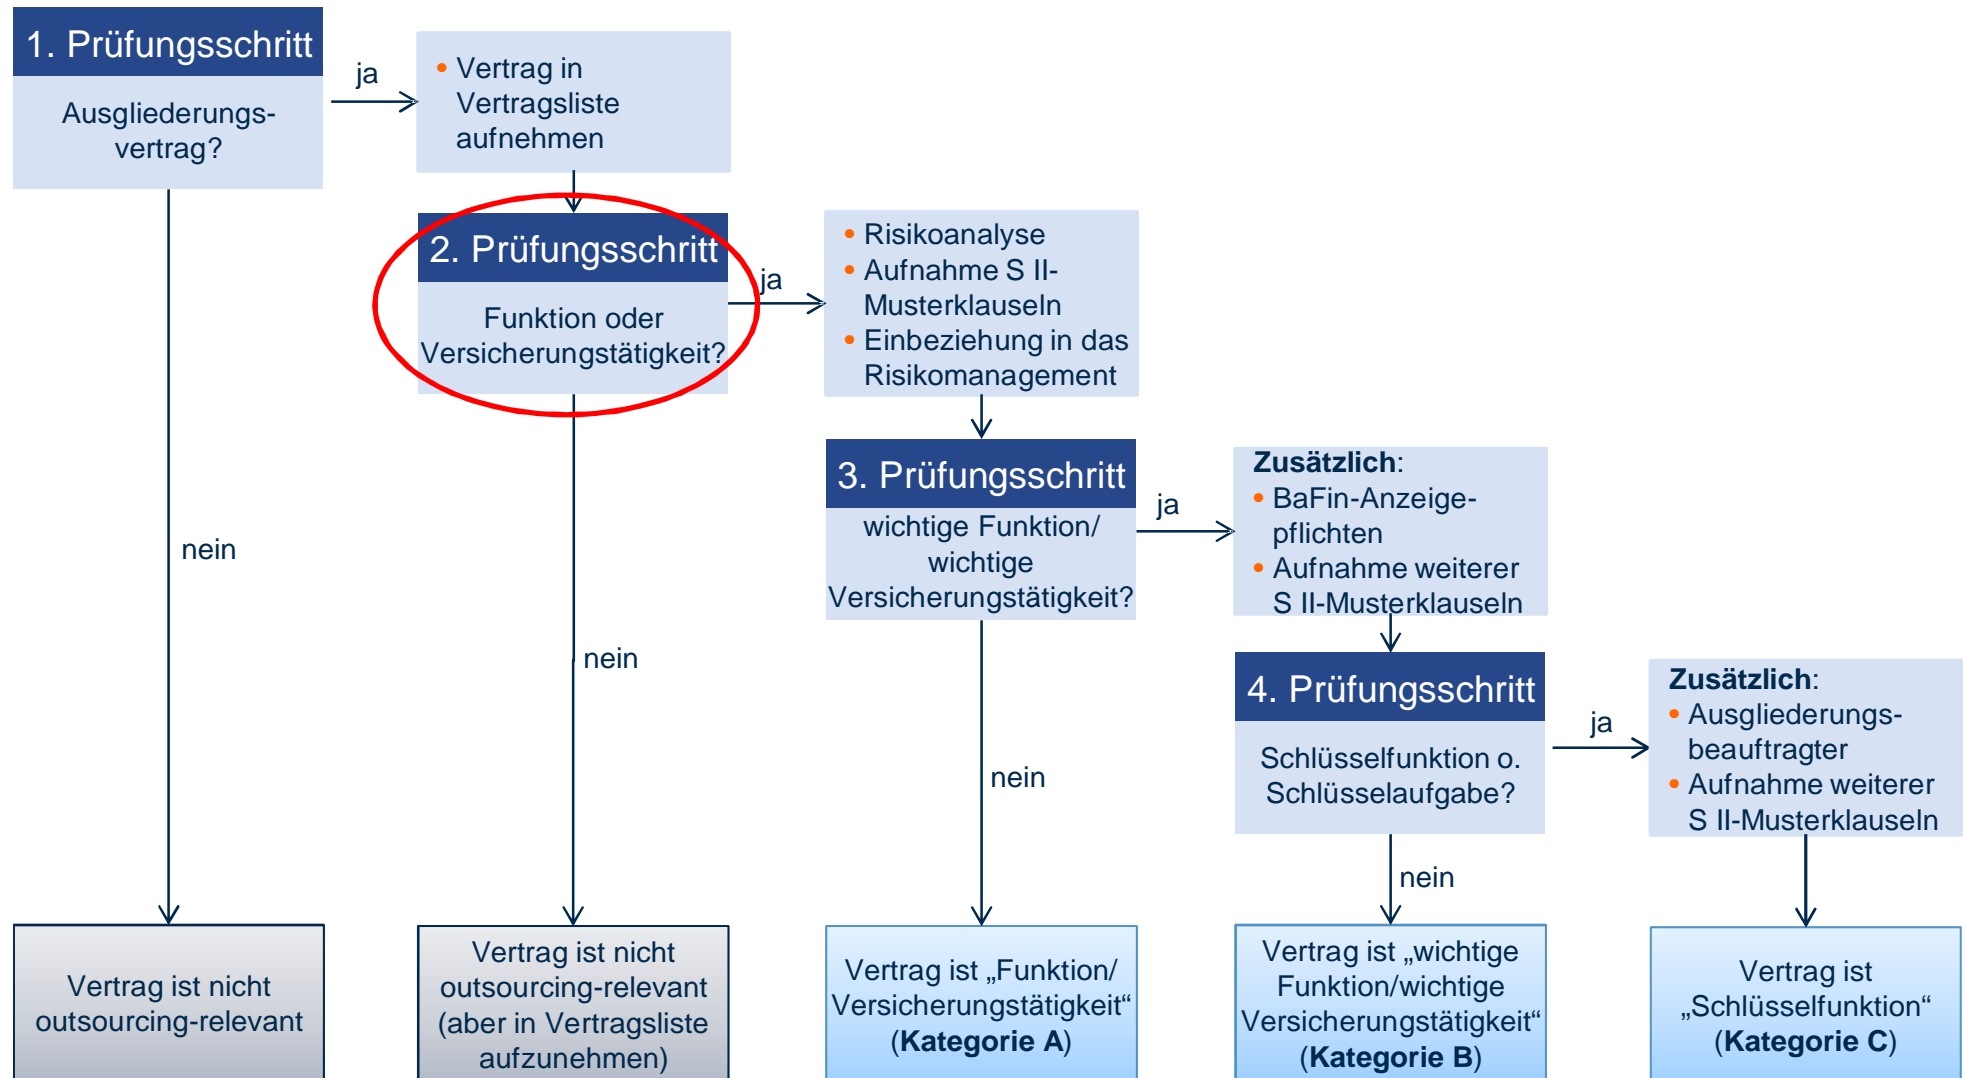 1. Prüfungsschritt
Ausgliederungs-
vertrag?
ja
• Vertrag in
Vertragsliste
aufnehmen
2. Prüfungsschritt
Funktion oder
Versicherungstätigkeit?
ja
• Risikoanalyse
• Aufnahme S II-
Musterklauseln
• Einbeziehung in das
Risikomanagement
3. Prüfungsschritt
wichtige Funktion/
wichtige
Versicherungstätigkeit?
ja
Zusätzlich:
• BaFin-Anzeige-
pflichten
• Aufnahme weiterer
S II-Musterklauseln
4. Prüfungsschritt
Schlüsselfunktion o.
Schlüsselaufgabe?
ja
Zusätzlich:
• Ausgliederungs-
beauftragter
• Aufnahme weiterer
S II-Musterklauseln
nein
nein
nein
nein
Vertrag ist nicht
outsourcing-relevant
Vertrag ist nicht
outsourcing-relevant
(aber in Vertragsliste
aufzunehmen)
Vertrag ist „Funktion/
Versicherungstätigkeit“
(Kategorie A)
Vertrag ist „wichtige
Funktion/wichtige
Versicherungstätigkeit“
(Kategorie B)
Vertrag ist
„Schlüsselfunktion“
(Kategorie C)